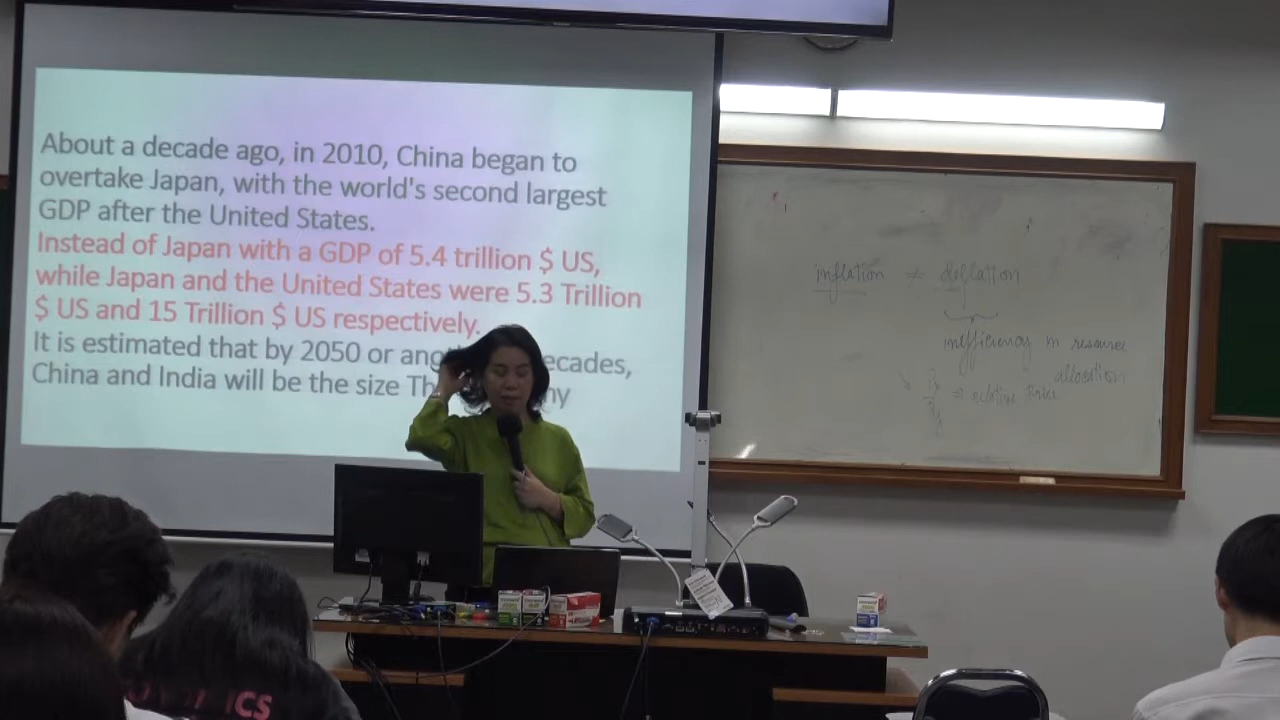 About a decade ago, in 2010, China began to
overtake Japan, with the world's second largest
GDP after the United States.
Instead of Japan with a GDP of 5.4 trillion $ US,
while Japan and the United States were 5.3 Trillion
$ US and 15 Trillion $ US respectively.
It is estimated that by 2050 or
China and India will be the size
inflation ≠ deflation
inefficiency in resource
allocation
⇒ relative Price